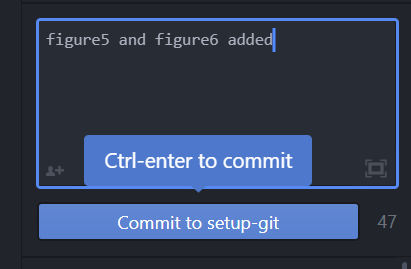 figure5 and figure6 added
Ctrl-enter to commit
Commit to setup-git
47